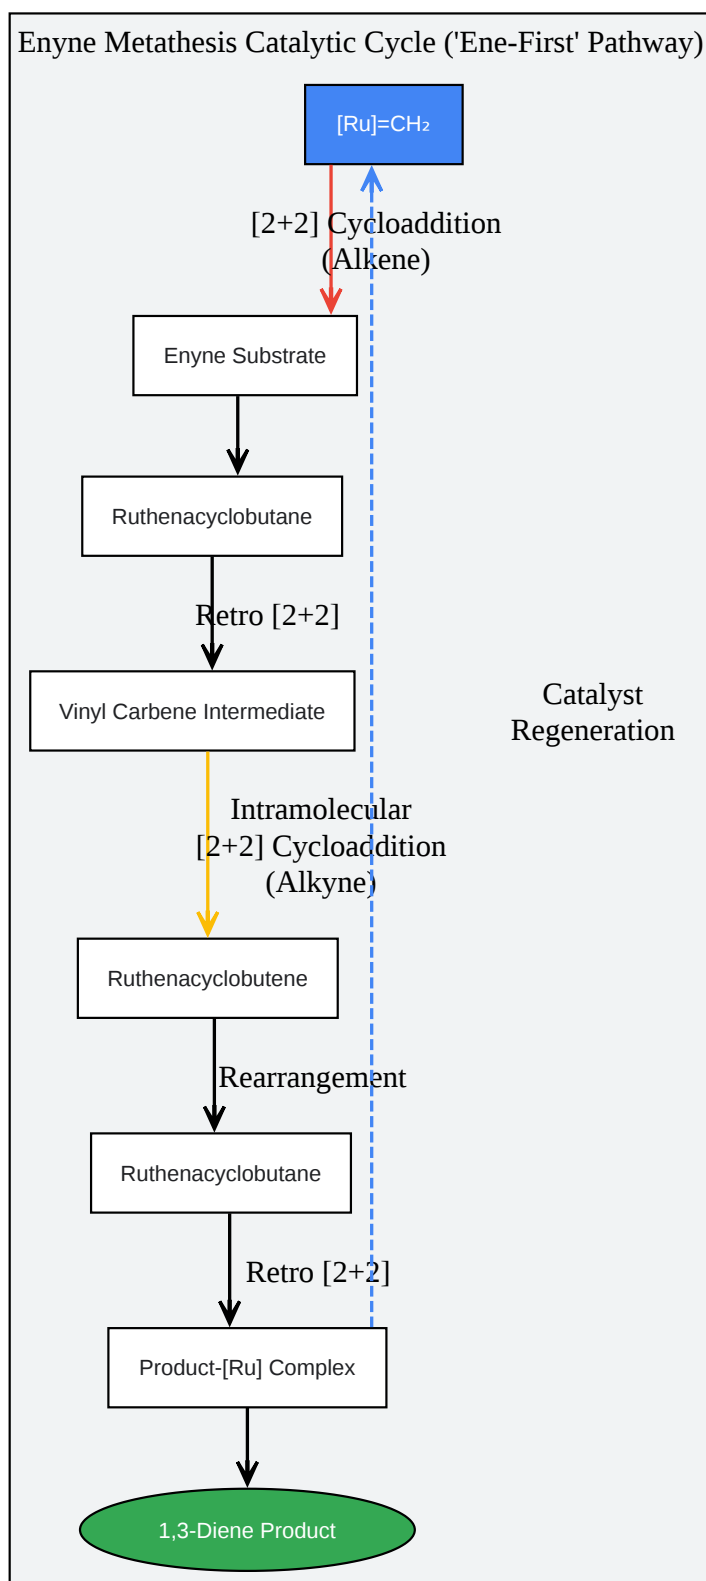 Enyne Metathesis Catalytic Cycle ('Ene-First' Pathway)
[Ru]=CH₂
[2+2] Cycloaddition
(Alkene)
Enyne Substrate
Ruthenacyclobutane
Retro [2+2]
Vinyl Carbene Intermediate
Catalyst
Regeneration
Intramolecular
[2+2] Cycloaddition
(Alkyne)
Ruthenacyclobutene
Rearrangement
Ruthenacyclobutane
Retro [2+2]
Product-[Ru] Complex
1,3-Diene Product